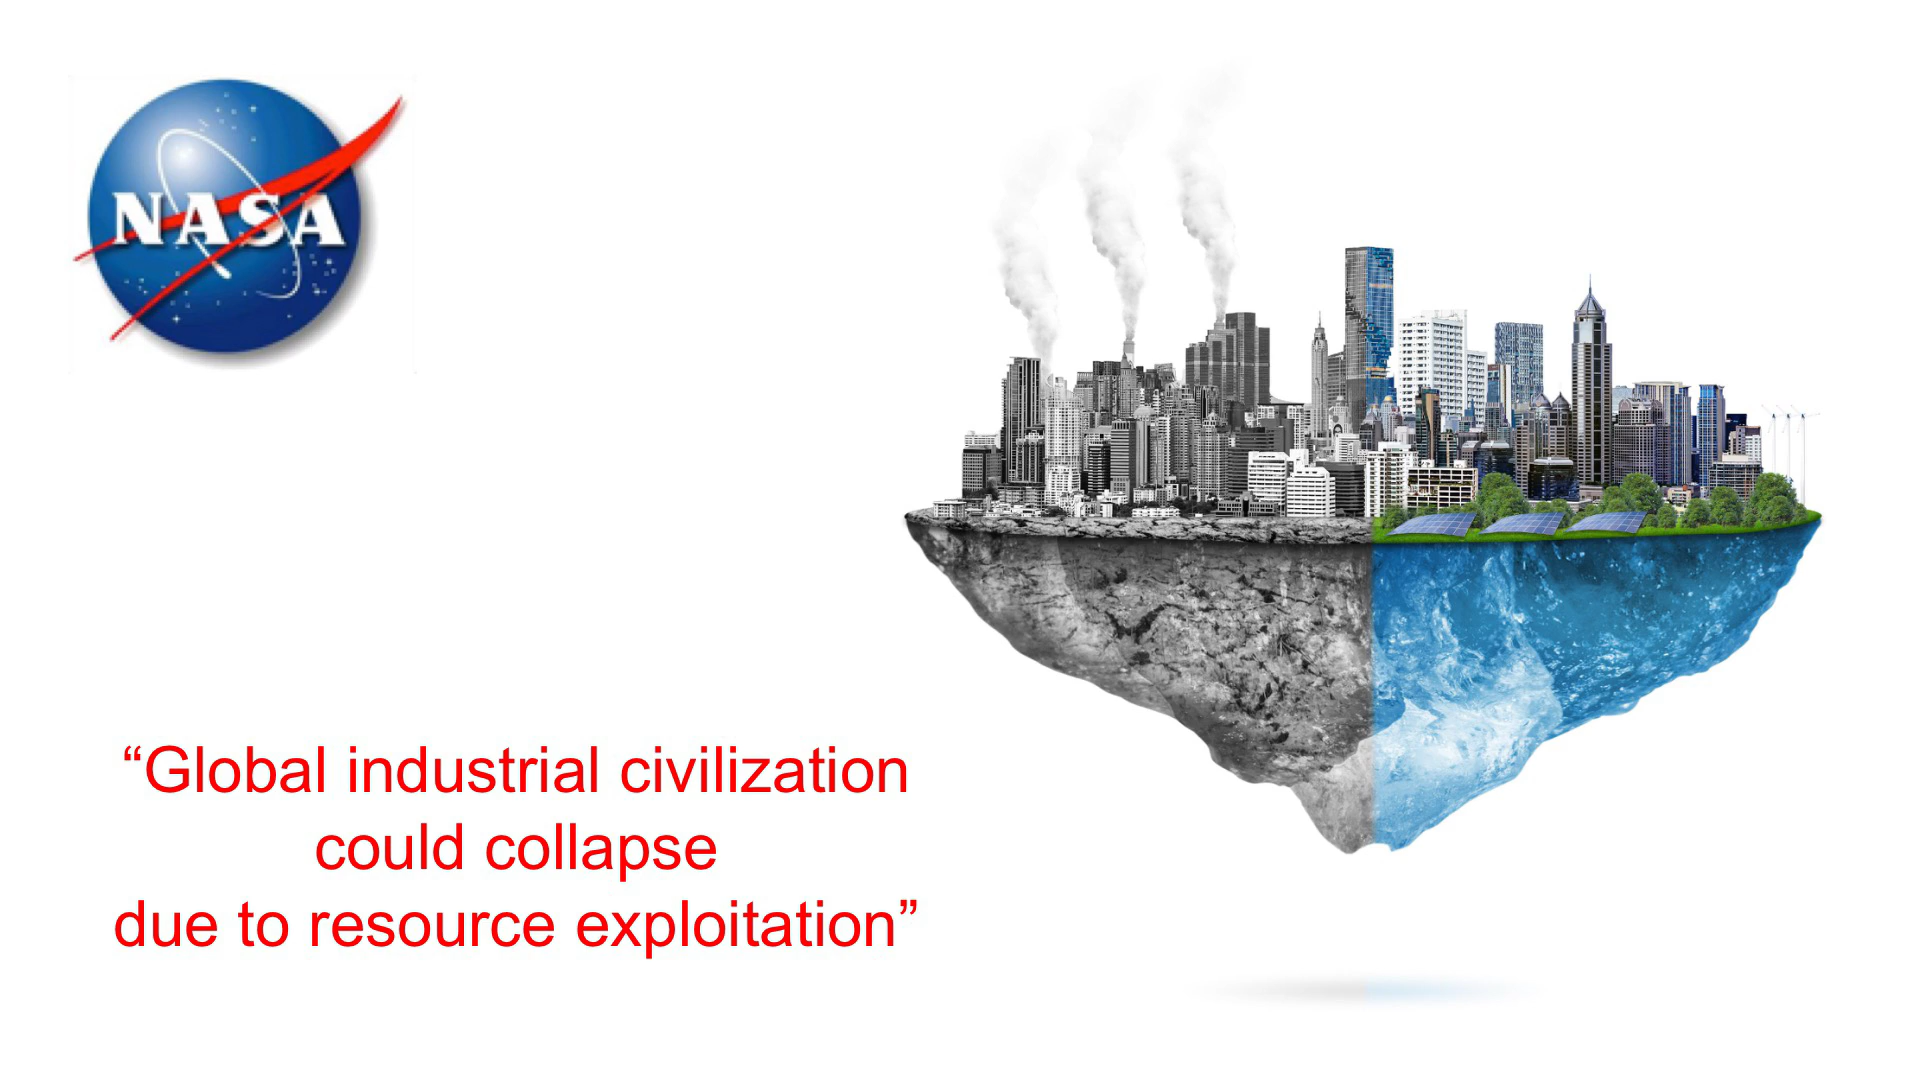 NASA
“Global industrial civilization
could collapse
due to resource exploitation”